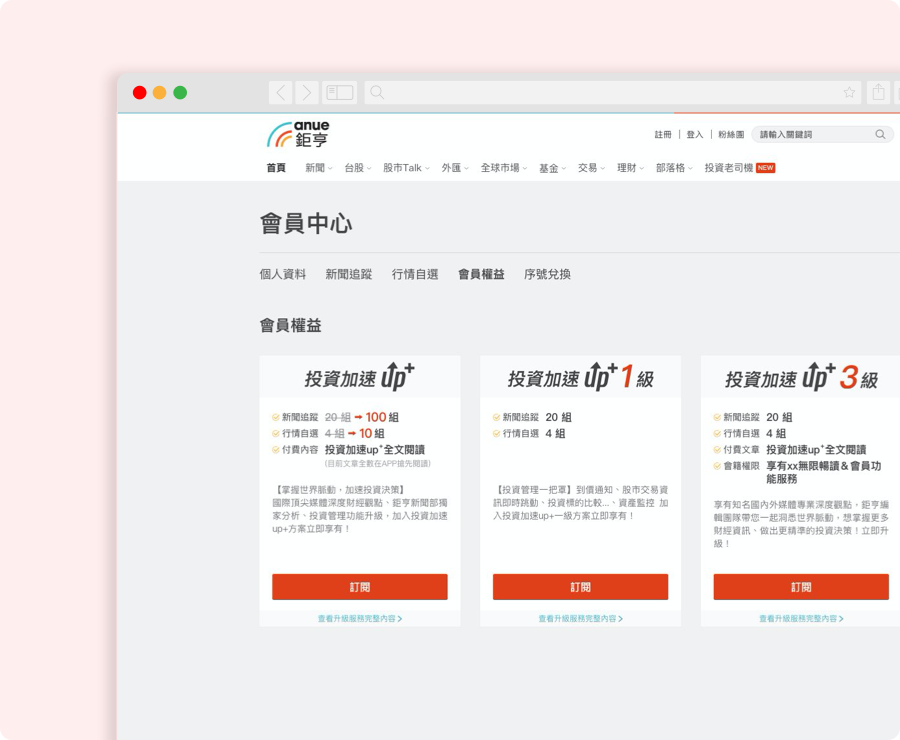 anue
鉅亨
註冊 | 登入 | 粉絲團
請輸入關鍵詞
首頁 新聞 台股 股市Talk 外匯 全球市場 基金 交易 理財 部落格 投資老司機 NEW
會員中心
個人資料 新聞追蹤 行情自選 會員權益 序號兌換
會員權益
投資加速 up+
新聞追蹤 20 組 → 100 組
行情自選 4 組 → 10 組
付費內容 投資加速up+全文閱讀
(目前文章全數在APP搶先閱讀)
【掌握世界脈動，加速投資決策】
國際頂尖媒體深度財經觀點、鉅亨新聞部獨
家分析、投資管理功能升級，加入投資加速
up+方案立即享有！
訂閱
查看升級服務完整內容 >
投資加速 up+ 1 級
新聞追蹤 20 組
行情自選 4 組
【投資管理一把罩】到價通知、股市交易資
訊即時跳動、投資標的比較...、資產監控 加
入投資加速up+一級方案立即享有！
訂閱
查看升級服務完整內容 >
投資加速 up+ 3 級
新聞追蹤 20 組
行情自選 4 組
付費文章 投資加速up+全文閱讀
會籍權限 享有xx無限暢讀＆會員功
能服務
享有知名國內外媒體專業深度觀點，鉅亨編
輯團隊帶您一起洞悉世界脈動，想掌握更多
財經資訊、做出更精準的投資決策！立即升
級！
訂閱
查看升級服務完整內容 >